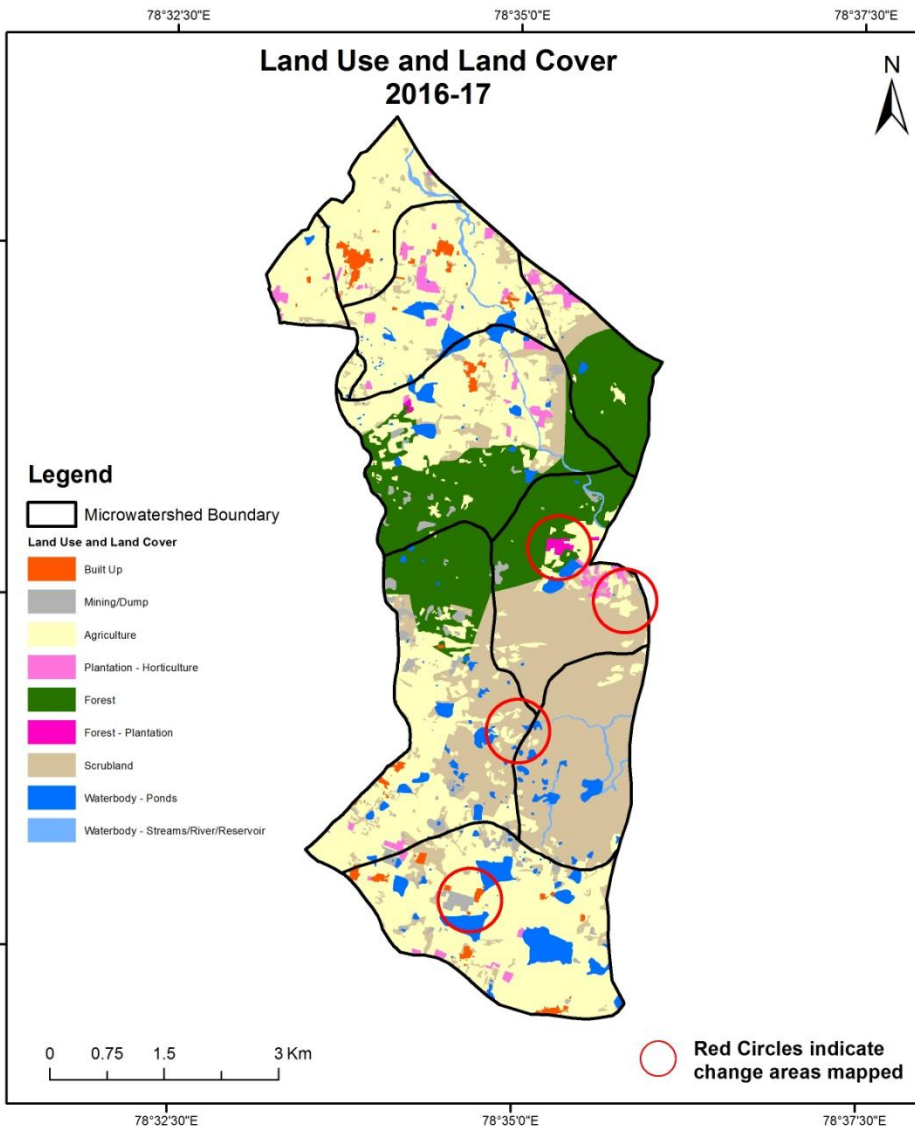 78°32'30"E
78°35'0"E
78°37'30"E
Land Use and Land Cover
2016-17
N
Legend
Microwatershed Boundary
Land Use and Land Cover
Built Up
Mining/Dump
Agriculture
Plantation - Horticulture
Forest
Forest - Plantation
Scrubland
Waterbody - Ponds
Waterbody - Streams/River/Reservoir
0 0.75 1.5 3 Km
Red Circles indicate
change areas mapped
78°32'30"E
78°35'0"E
78°37'30"E